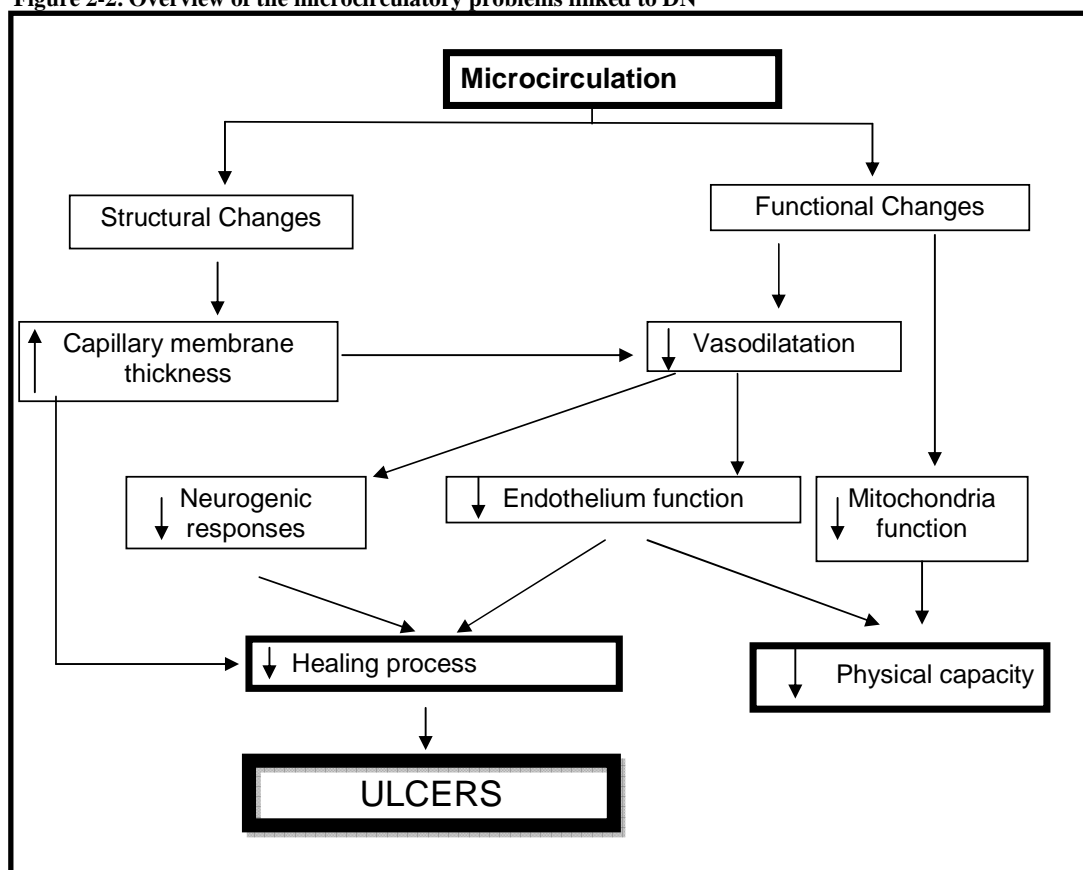 Figure 2-2: Overview of the microcirculatory problems linked to DN
Microcirculation
Structural Changes
Functional Changes
Capillary membrane
thickness
Vasodilatation
Neurogenic
responses
Endothelium function
Mitochondria
function
Healing process
Physical capacity
ULCERS